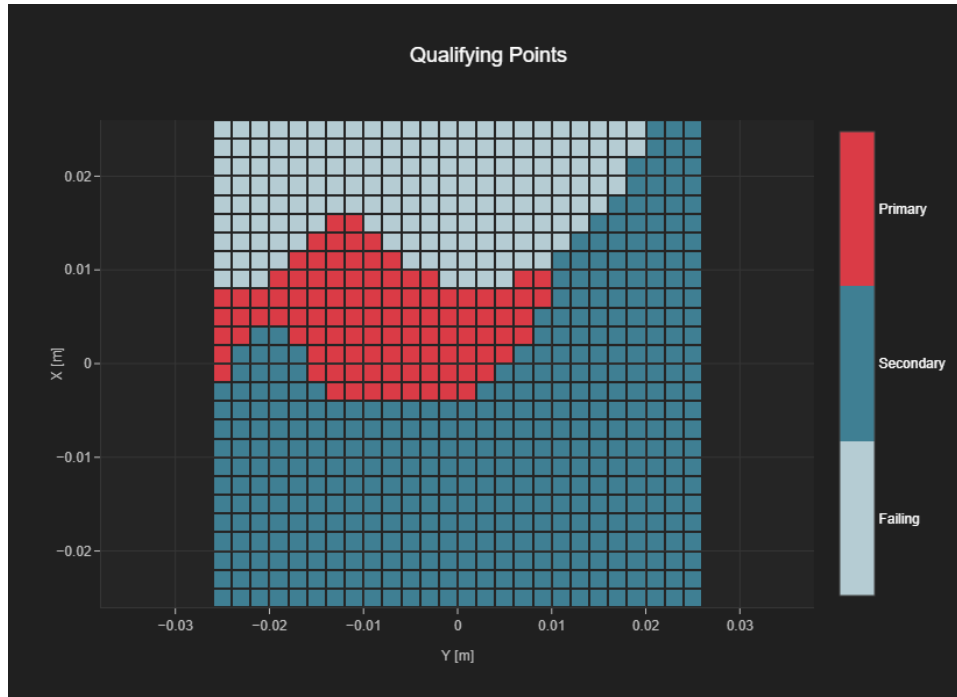 Qualifying Points
X [m]
0.02
0.01
0
−0.01
−0.02
−0.03
−0.02
−0.01
0
0.01
0.02
0.03
Y [m]
Primary
Secondary
Failing